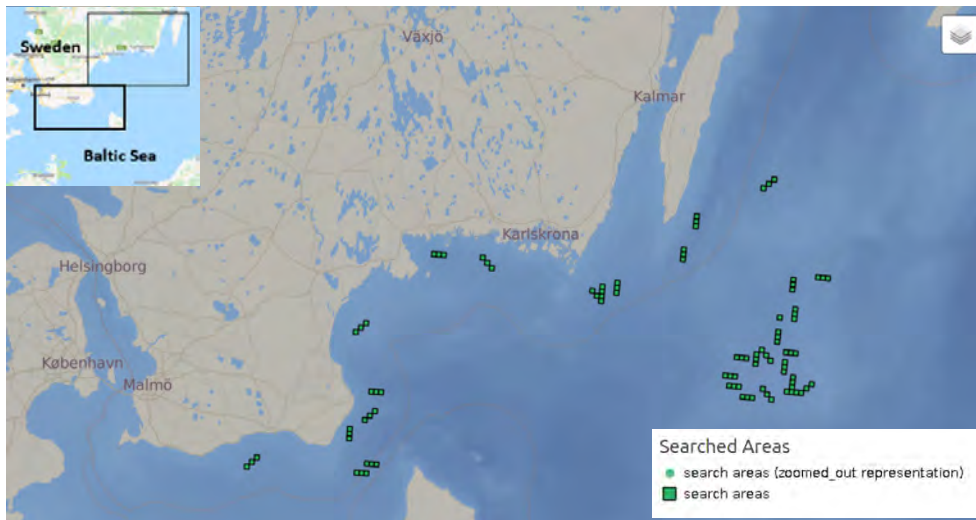 Sweden
Baltic Sea
Växjö
Kalmar
Karlskrona
Helsingborg
København
Malmö
Searched Areas
search areas (zoomed_out representation)
search areas